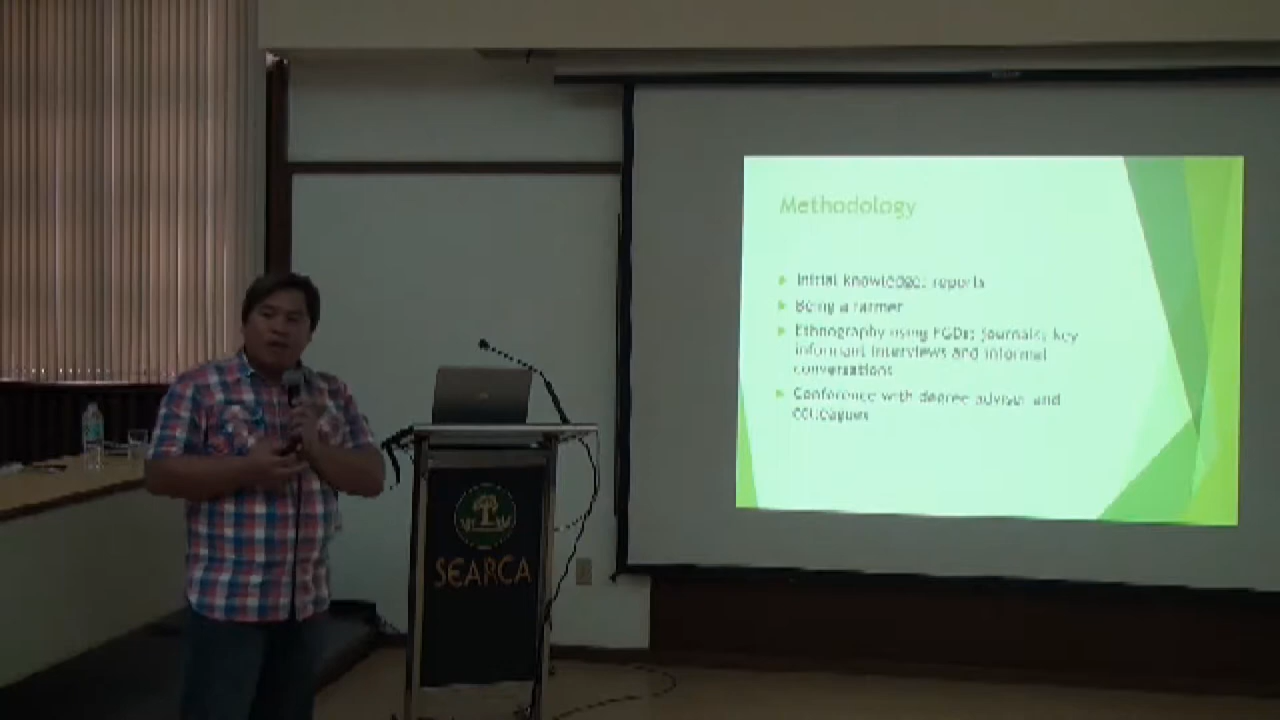 Methodology
Initial knowledge: reports
Being a farmer
Ethnography using FGDs; journals; key
informant interviews and informal
conversations
Conference with degree advisor and
colleagues
SEARCA